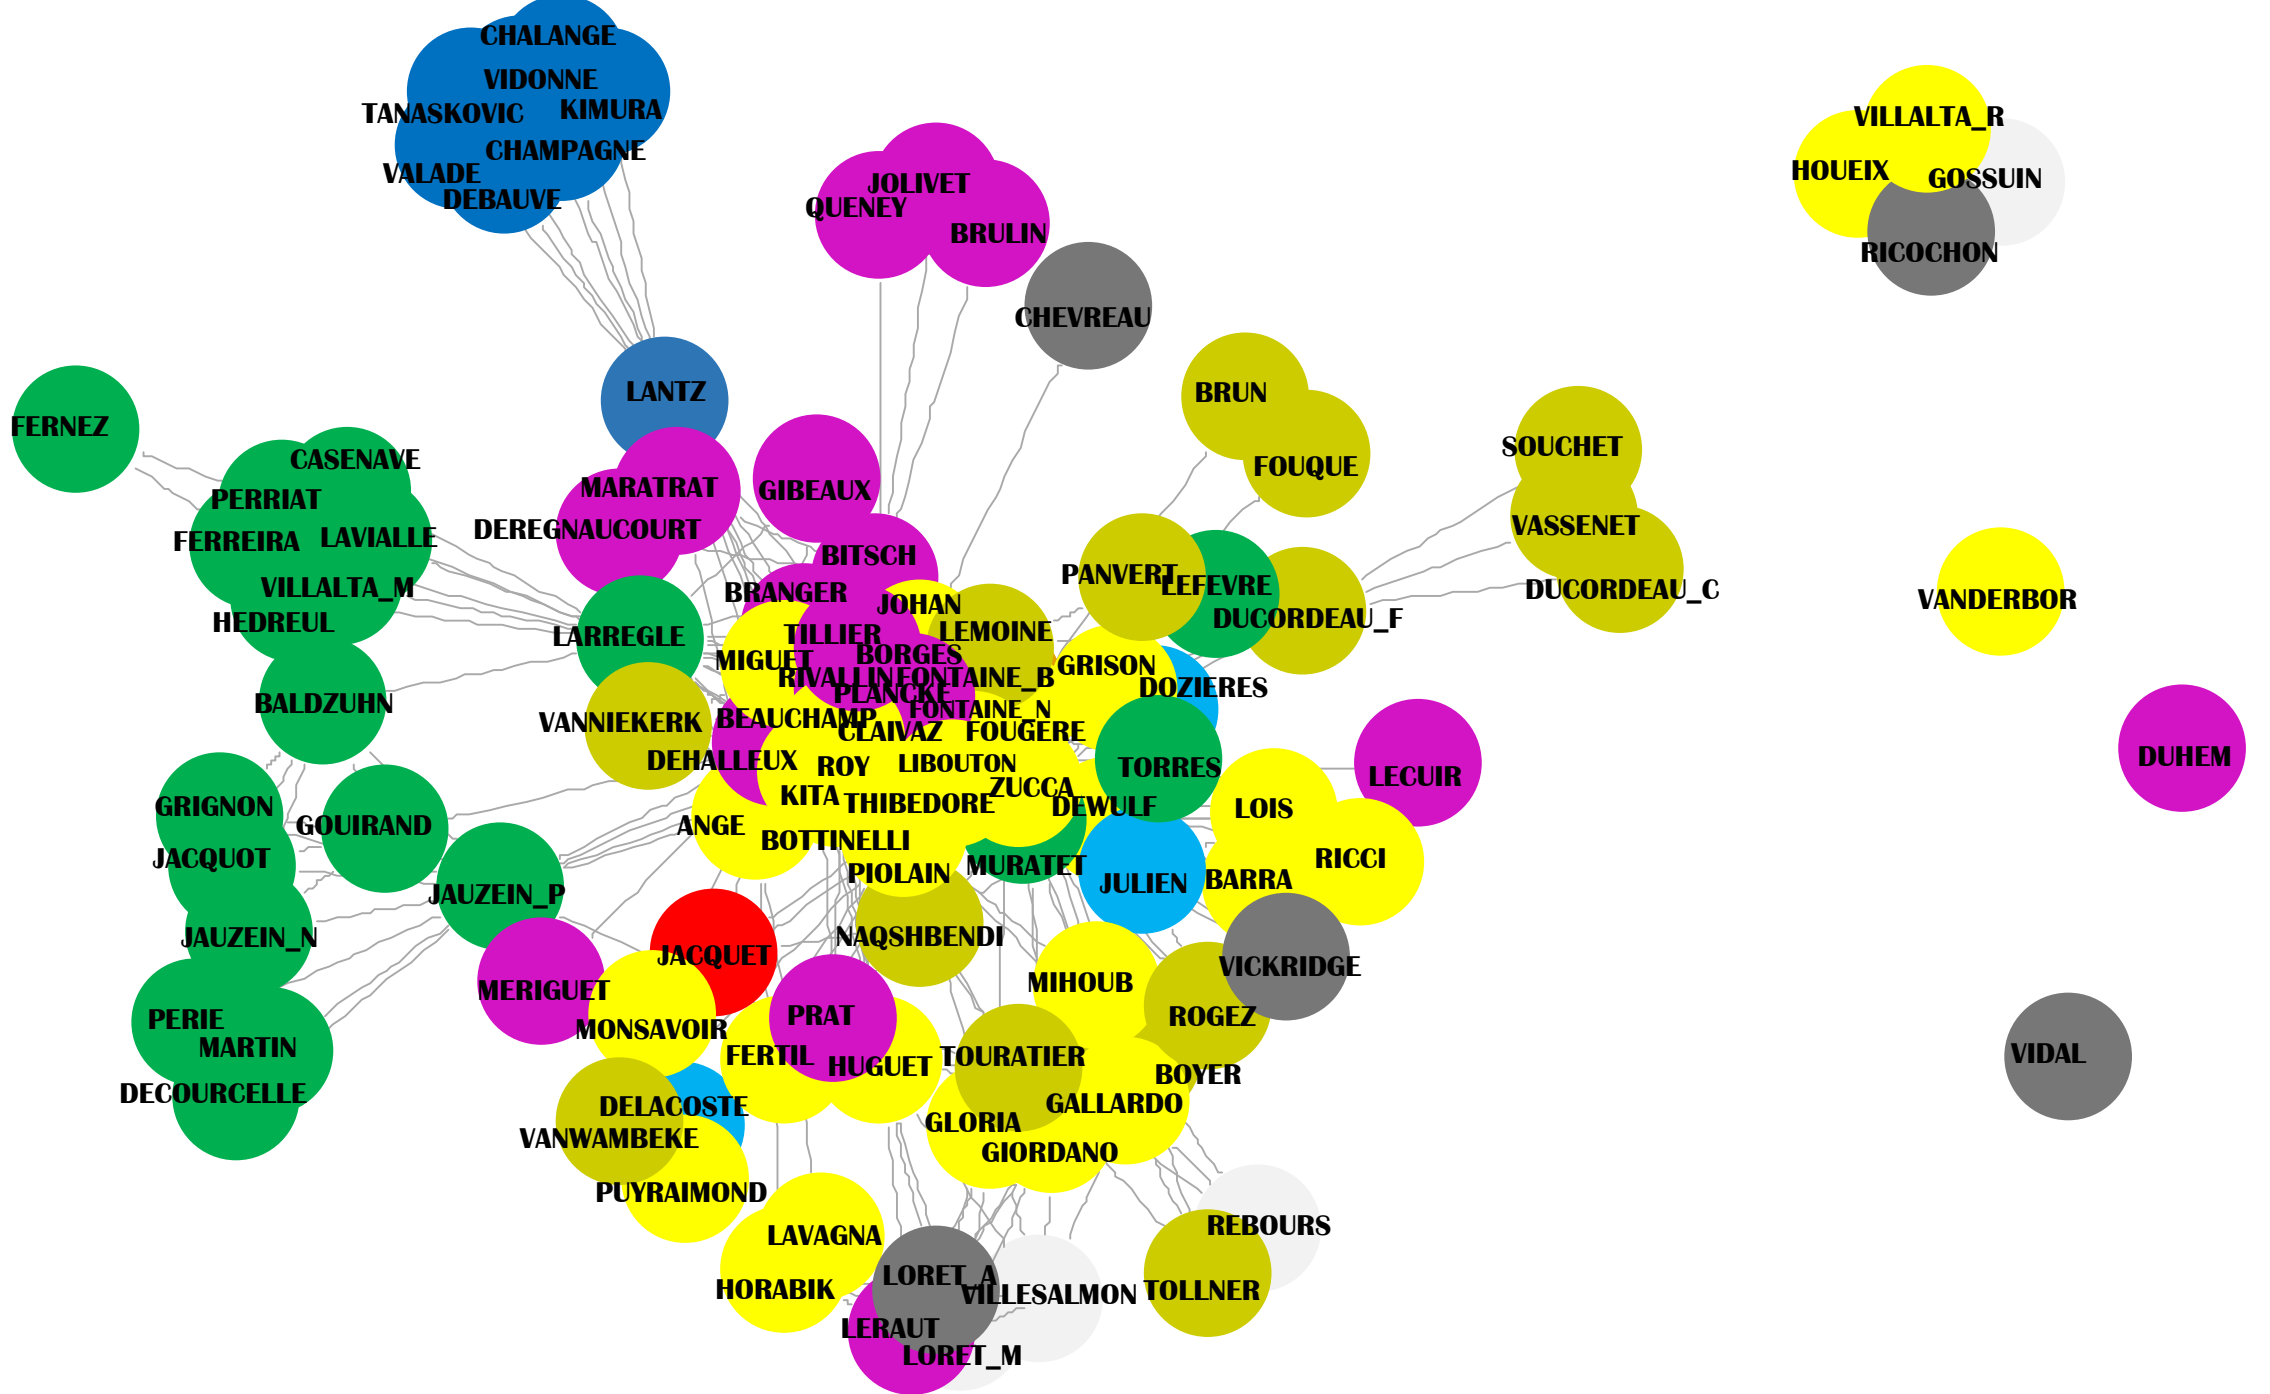 CHALANGE
VIDONNE
TANASKOVIC
KIMURA
CHAMPAGNE
VALADE
DEBAUVE
VILLALTA_R
HOUEIX
GOSSUIN
RICOCHON
JOLIVET
QUENEY
BRULIN
CHEVREAU
LANTZ
BRUN
FERNEZ
CASENAVE
FOUQUE
SOUCHET
PERRIAT
MARATRAT
GIBEAUX
FERREIRA
LAVIALLE
DEREGNAUCOURT
VASSENET
BITSCH
PANVERT
LEFEVRE
VILLALTA_M
BRANGER
JOHAN
DUCORDEAU_C
VANDERBOR
HEDREUL
DUCORDEAU_F
LARREGLE
TILLIER
LEMOINE
MIGUET
BORGES
GRISON
RIVALLIN
FONTAINE_B
DOZIERES
PLANCKE
BALDZUHN
VANNIEKERK
BEAUCHAMP
FONTAINE_N
CLAIVAZ
FOUGERE
DEHALLEUX
ROY
LIBOUTON
TORRES
LECUIR
DUHEM
KITA
ZUCCA
GRIGNON
GOUIRAND
THIBEDORE
DEWULF
LOIS
ANGE
BOTTINELLI
JACQUOT
PIOLAIN
MURATET
RICCI
JAUZEIN_P
JULIEN
BARRA
JAUZEIN_N
NAQSHBENDI
JACQUET
VICKRIDGE
MERIGUET
MIHOUB
PERIE
MONSAVOIR
PRAT
ROGEZ
MARTIN
FERTIL
HUGUET
TOURATIER
VIDAL
BOYER
DECOURCELLE
DELACOSTE
GALLARDO
VANWAMBEKE
GLORIA
GIORDANO
PUYRAIMOND
LAVAGNA
REBOURS
HORABIK
LORET_A
VILLESALMON
TOLLNER
LERAUT
LORET_M